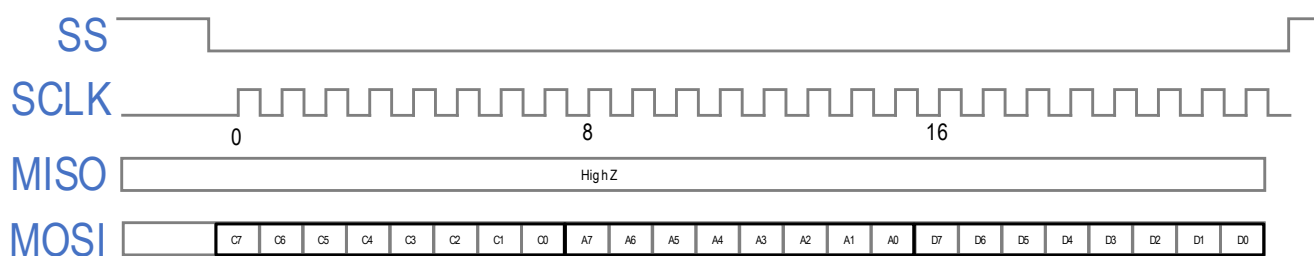 SS
SCLK
0 8 16
MISO
High Z
MOSI
C7 C6 C5 C4 C3 C2 C1 C0 A7 A6 A5 A4 A3 A2 A1 A0 D7 D6 D5 D4 D3 D2 D1 D0